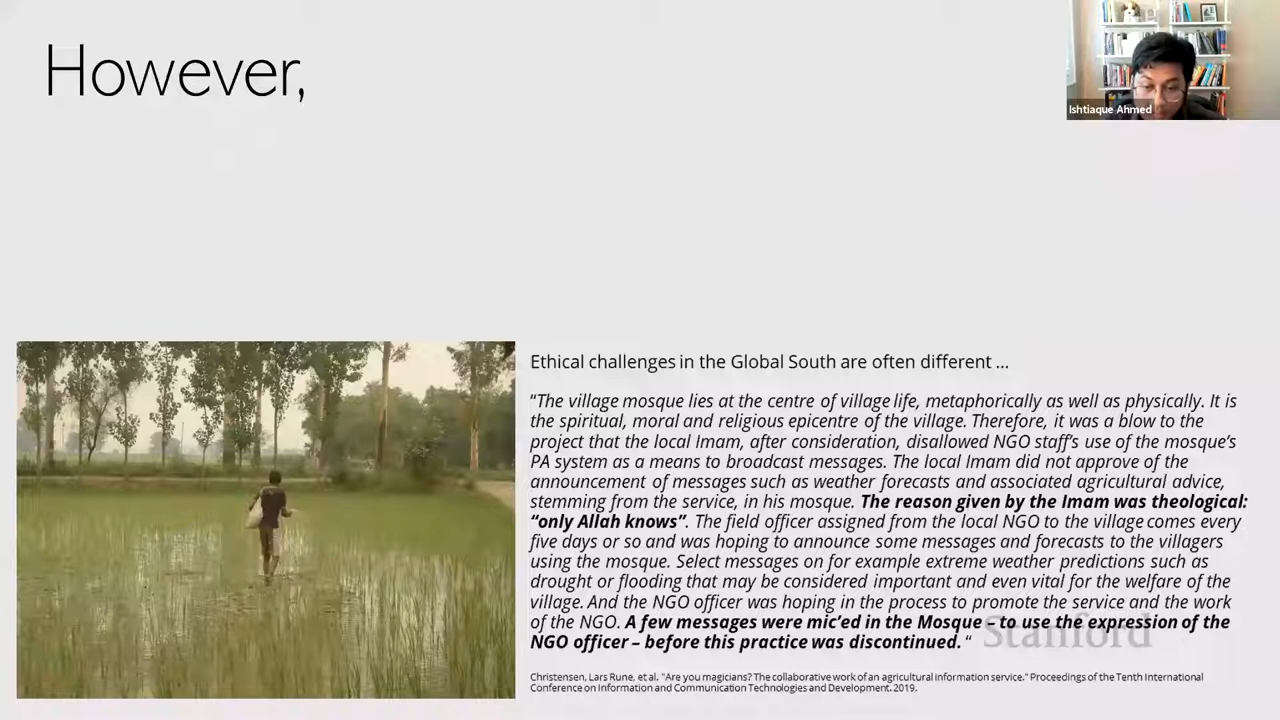 However,
Ishtiaque Ahmed
Ethical challenges in the Global South are often different ...
“The village mosque lies at the centre of village life, metaphorically as well as physically. It is
the spiritual, moral and religious epicentre of the village. Therefore, it was a blow to the
project that the local Imam, after consideration, disallowed NGO staff’s use of the mosque’s
PA system as a means to broadcast messages. The local Imam did not approve of the
announcement of messages such as weather forecasts and associated agricultural advice,
stemming from the service, in his mosque. The reason given by the Imam was theological:
“only Allah knows”. The field officer assigned from the local NGO to the village comes every
five days or so and was hoping to announce some messages and forecasts to the villagers
using the mosque. Select messages on for example extreme weather predictions such as
drought or flooding that may be considered important and even vital for the welfare of the
village. And the NGO officer was hoping in the process to promote the service and the work
of the NGO. A few messages were mic’ed in the Mosque – to use the expression of the
NGO officer – before this practice was discontinued. “
Stanford
Christensen, Lars Rune, et al. "Are you magicians? The collaborative work of an agricultural information service." Proceedings of the Tenth International
Conference on Information and Communication Technologies and Development. 2019.